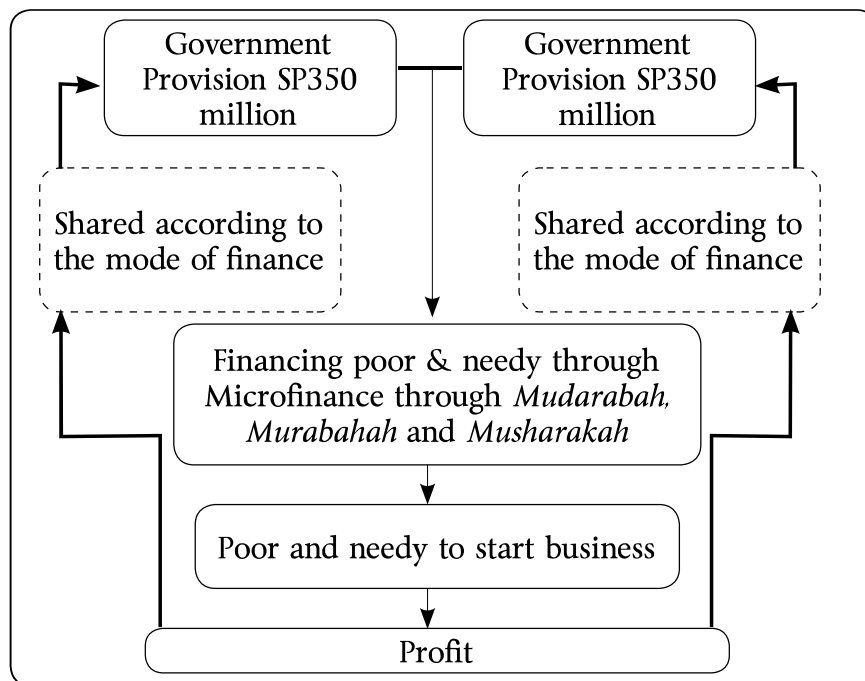 Government
Provision SP350
million
Government
Provision SP350
million
Shared according to
the mode of finance
Shared according to
the mode of finance
Financing poor & needy through
Microfinance through Mudarabah,
Murabahah and Musharakah
Poor and needy to start business
Profit